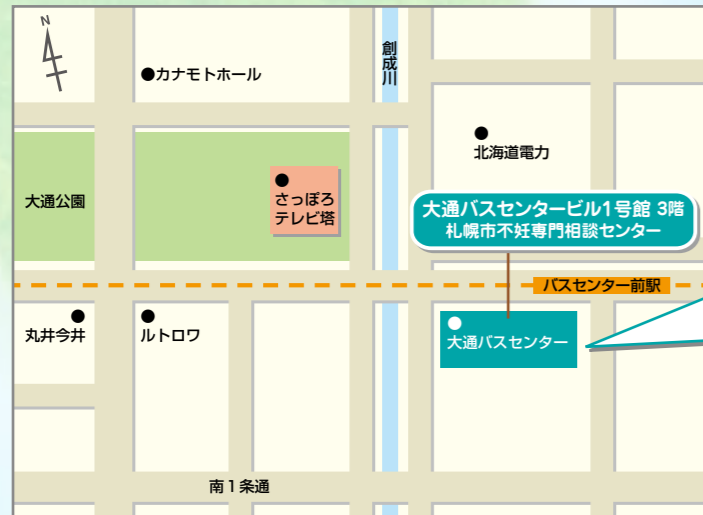 N
カナモトホール
創成川
北海道電力
大通公園
さっぽろ
テレビ塔
大通バスセンタービル1号館 3階
札幌市不妊専門相談センター
バスセンター前駅
丸井今井
ルトロワ
大通バスセンター
南1条通